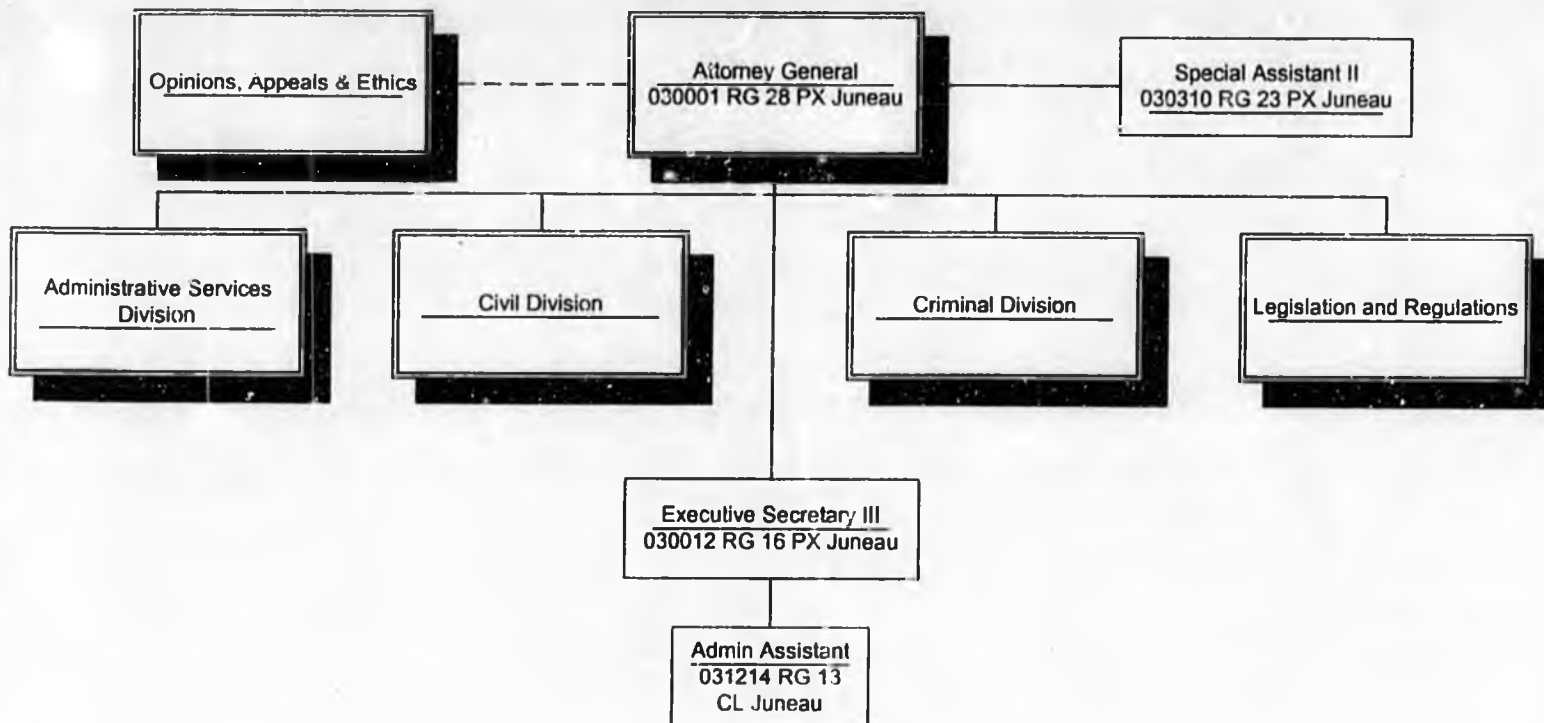 Opinions, Appeals & Ethics
Attorney General
030001 RG 28 PX Juneau
Special Assistant II
030310 RG 23 PX Juneau
Administrative Services
Division
Civil Division
Criminal Division
Legislation and Regulations
Executive Secretary III
030012 RG 16 PX Juneau
Admin Assistant
031214 RG 13
CL Juneau